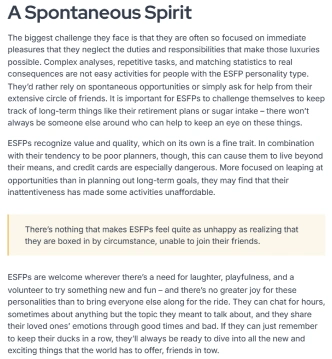 A Spontaneous Spirit
The biggest challenge they face is that they are often so focused on immediate
pleasures that they neglect the duties and responsibilities that make those luxuries
possible. Complex analyses, repetitive tasks, and matching statistics to real
consequences are not easy activities for people with the ESFP personality type.
They'd rather rely on spontaneous opportunities or simply ask for help from their
extensive circle of friends. It is important for ESFPs to challenge themselves to keep
track of long-term things like their retirement plans or sugar intake – there won't
always be someone else around who can help to keep an eye on these things.
ESFPs recognize value and quality, which on its own is a fine trait. In combination
with their tendency to be poor planners, though, this can cause them to live beyond
their means, and credit cards are especially dangerous. More focused on leaping at
opportunities than in planning out long-term goals, they may find that their
inattentiveness has made some activities unaffordable.
There's nothing that makes ESFPs feel quite as unhappy as realizing that
they are boxed in by circumstance, unable to join their friends.
ESFPs are welcome wherever there's a need for laughter, playfulness, and a
volunteer to try something new and fun – and there's no greater joy for these
personalities than to bring everyone else along for the ride. They can chat for hours,
sometimes about anything but the topic they meant to talk about, and they share
their loved ones' emotions through good times and bad. If they can just remember
to keep their ducks in a row, they'll always be ready to dive into all the new and
exciting things that the world has to offer, friends in tow.